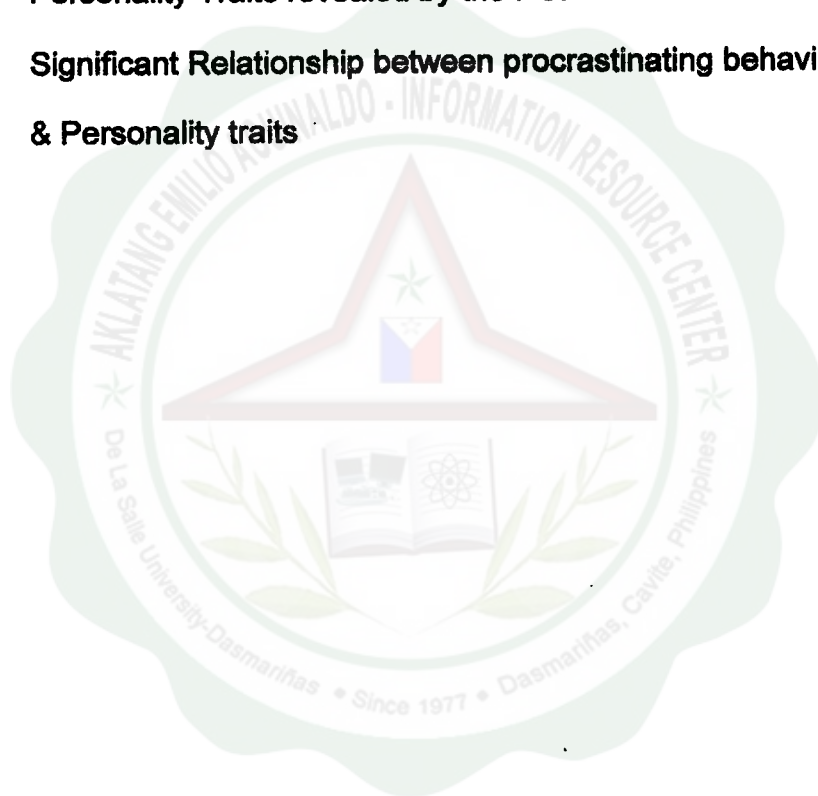 Significant Relationship between procrastinating behavi
& Personality traits
AKLATANG EMILIO AGUINALDO - INFORMATION RESOURCE CENTER
De La Salle University-Dasmariñas • Since 1977 • Dasmariñas, Cavite, Philippines